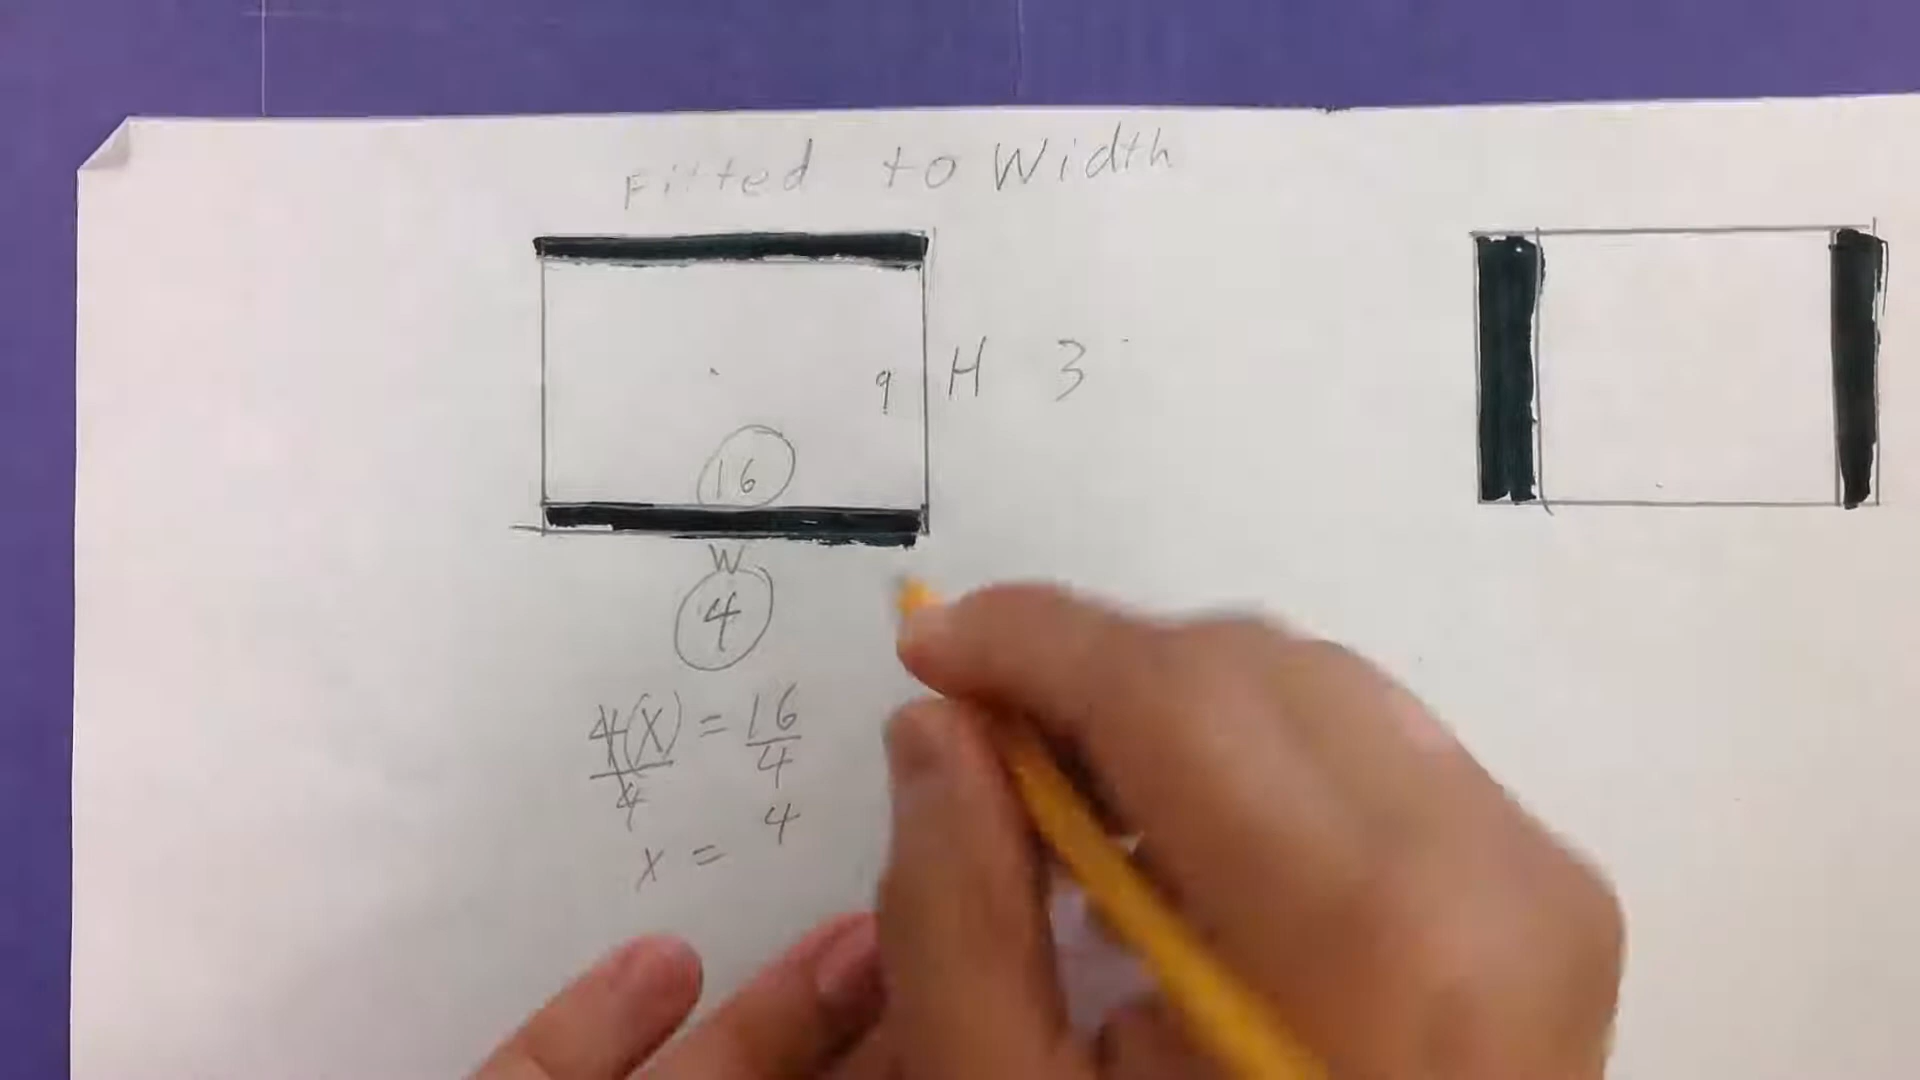 Fitted to Width
9 H 3
16
W
4
4(x) = 16
4 4
4
x =